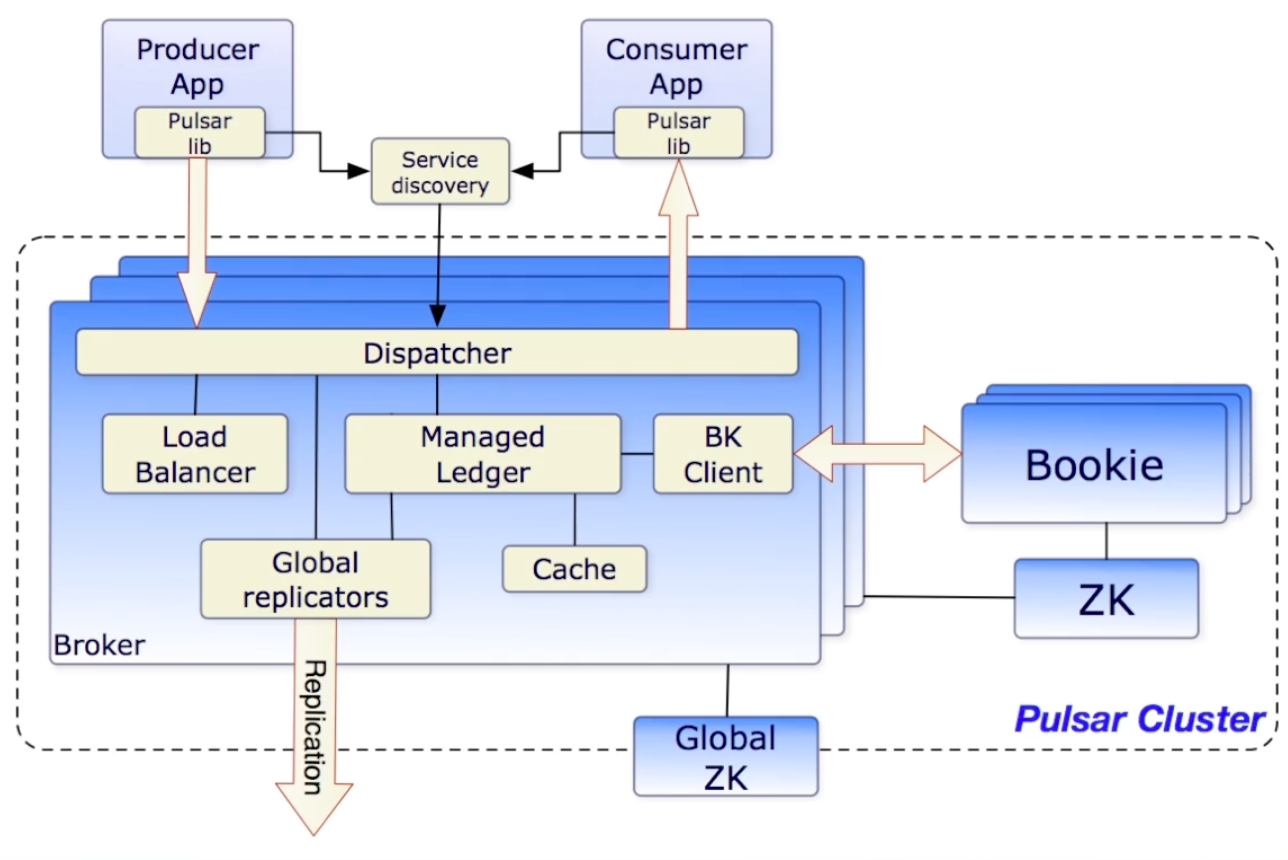 Producer
App
Pulsar
lib
Consumer
App
Pulsar
lib
Service
discovery
Dispatcher
Load
Balancer
Managed
Ledger
BK
Client
Bookie
Global
replicators
Cache
ZK
Broker
Replication
Pulsar Cluster
Global
ZK